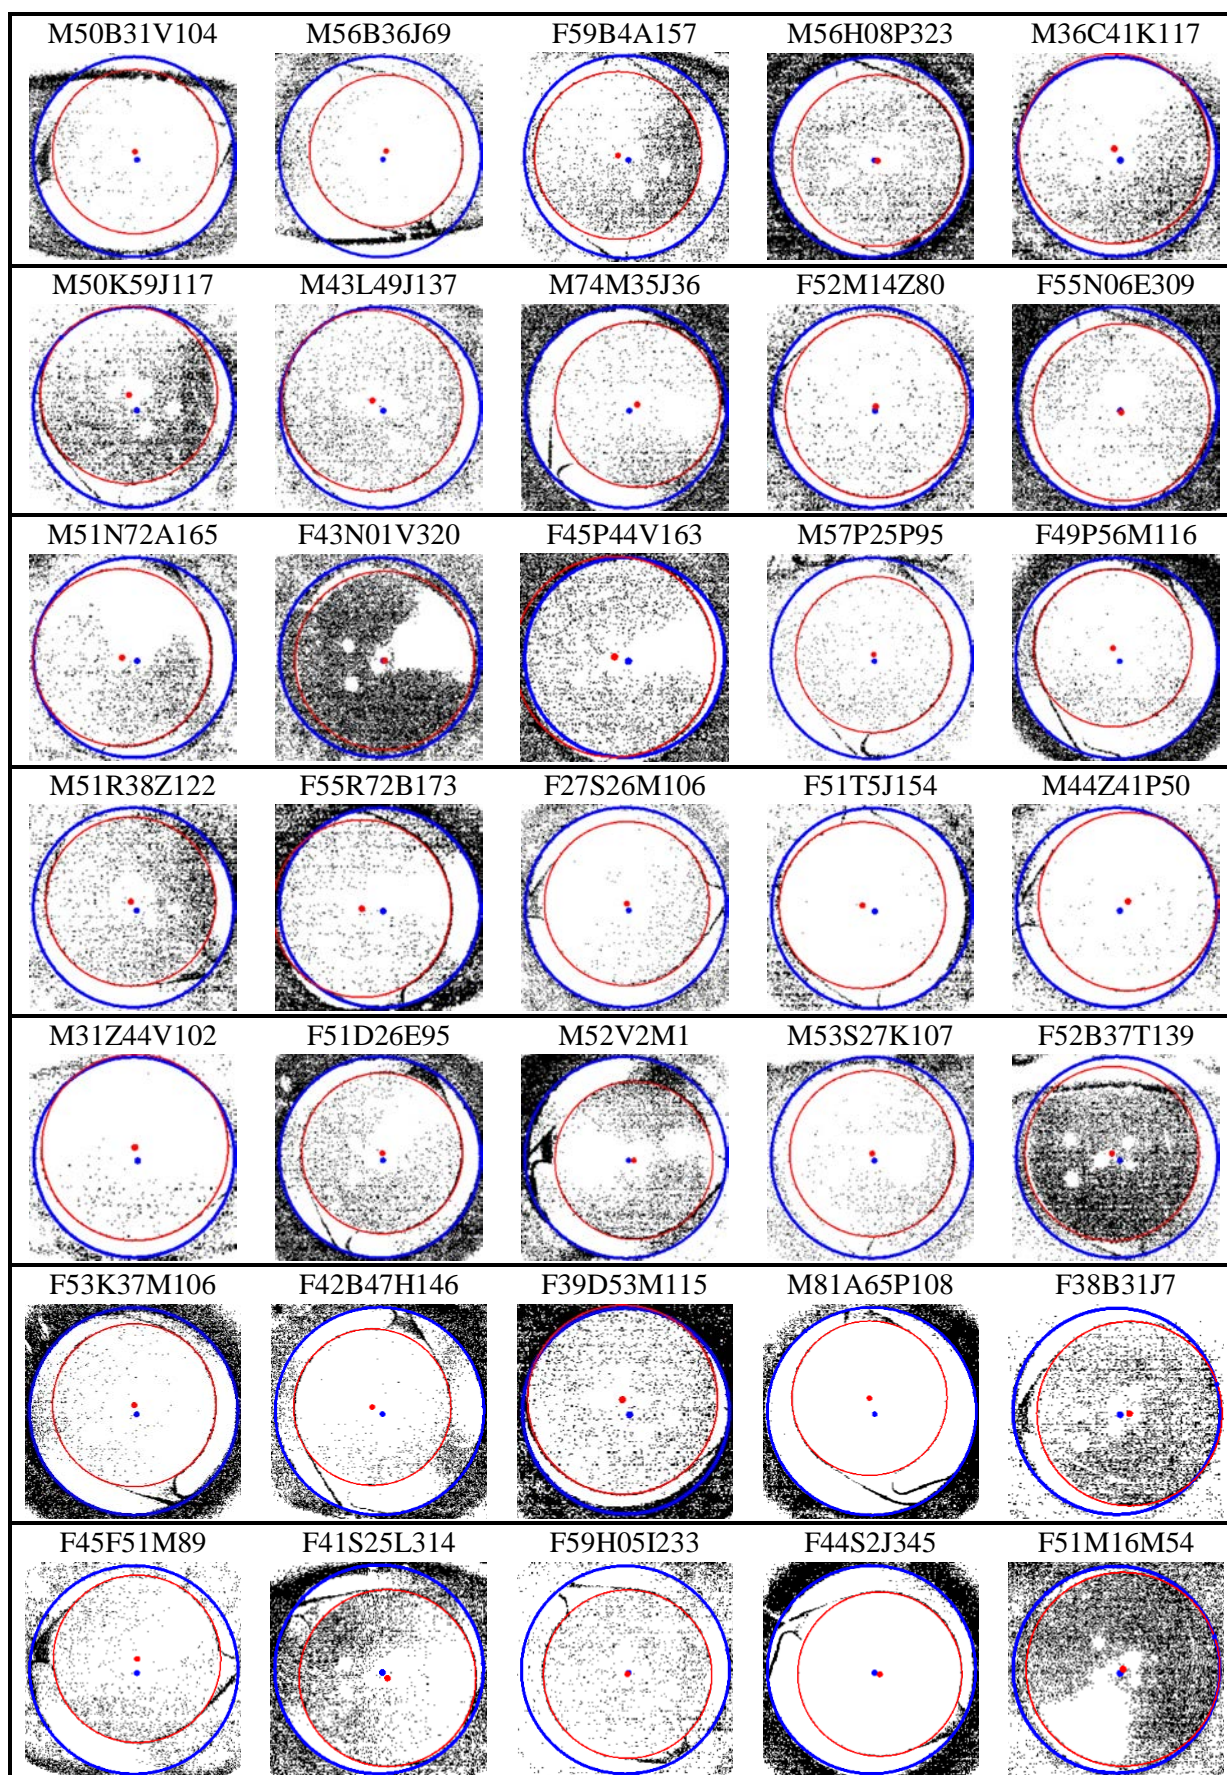 M50B31V104 M56B36J69 F59B4A157 M56H08P323 M36C41K117
M50K59J117 M43L49J137 M74M35J36 F52M14Z80 F55N06E309
M51N72A165 F43N01V320 F45P44V163 M57P25P95 F49P56M116
M51R38Z122 F55R72B173 F27S26M106 F51T5J154 M44Z41P50
M31Z44V102 F51D26E95 M52V2M1 M53S27K107 F52B37T139
F53K37M106 F42B47H146 F39D53M115 M81A65P108 F38B31J7
F45F51M89 F41S25L314 F59H05I233 F44S2J345 F51M16M54